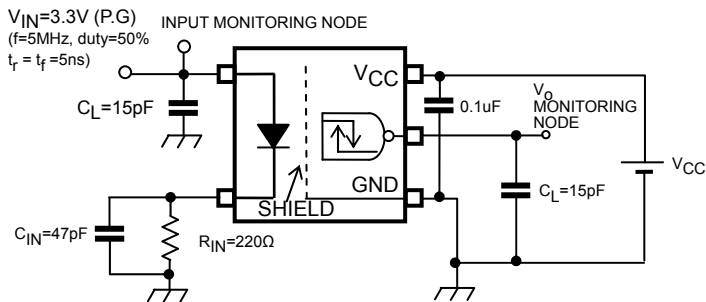 VIN=3.3V (P.G)
(f=5MHz, duty=50%
tr = tf =5ns)
INPUT MONITORING NODE
CL=15pF
VCC
0.1uF
Vo
MONITORING
NODE
VCC
GND
SHIELD
CL=15pF
CIN=47pF
RIN=220Ω